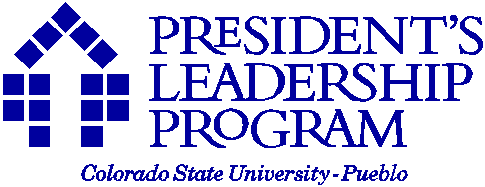 PRESIDENT'S
LEADERSHIP
PROGRAM
Colorado State University - Pueblo